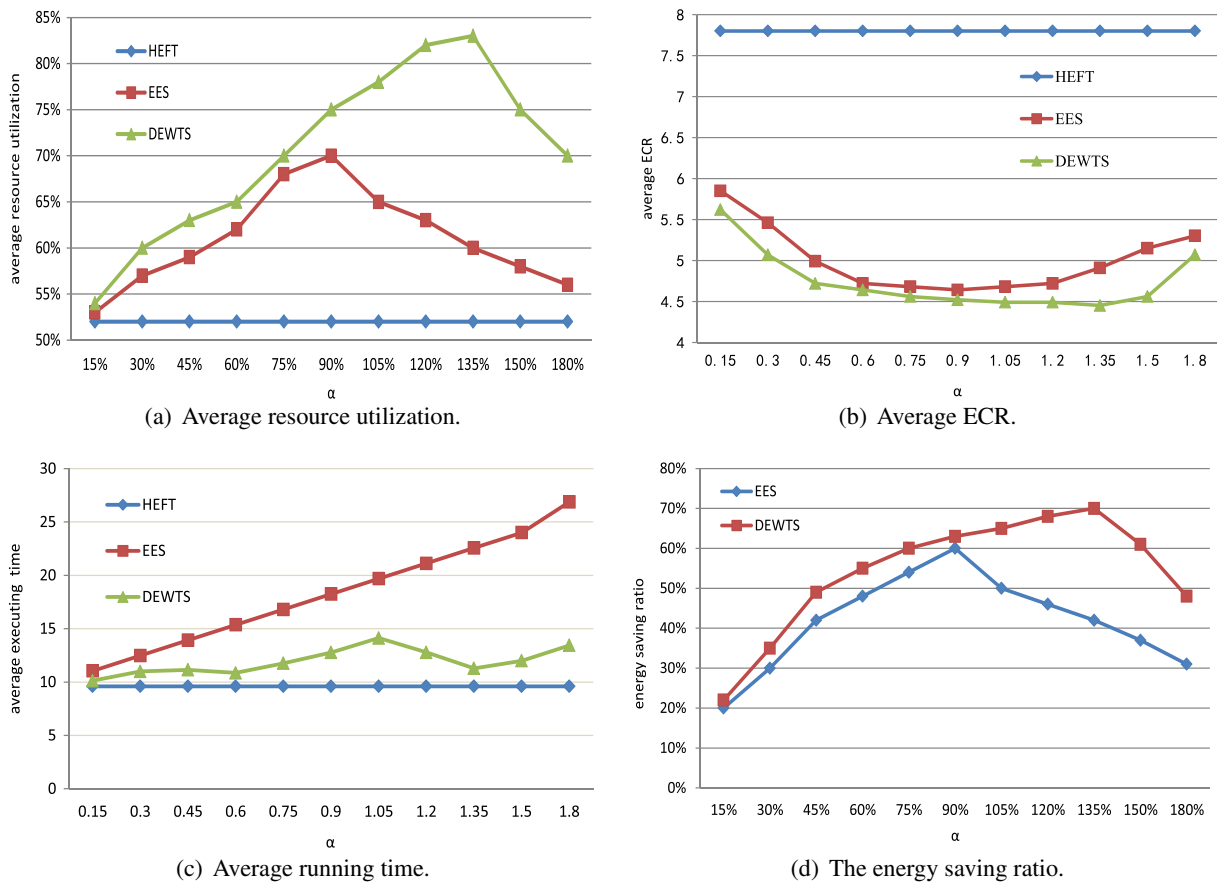 85%
80%
75%
70%
65%
60%
55%
50%
average resource utilization
HEFT
EES
DEWTS
15% 30% 45% 60% 75% 90% 105% 120% 135% 150% 180%
α
(a) Average resource utilization.
8
7.5
7
6.5
6
5.5
5
4.5
4
average ECR
HEFT
EES
DEWTS
0.15 0.3 0.45 0.6 0.75 0.9 1.05 1.2 1.35 1.5 1.8
α
(b) Average ECR.
30
25
20
15
10
5
0
average executing time
HEFT
EES
DEWTS
0.15 0.3 0.45 0.6 0.75 0.9 1.05 1.2 1.35 1.5 1.8
α
(c) Average running time.
80%
70%
60%
50%
40%
30%
20%
10%
0%
energy saving ratio
EES
DEWTS
15% 30% 45% 60% 75% 90% 105% 120% 135% 150% 180%
α
(d) The energy saving ratio.